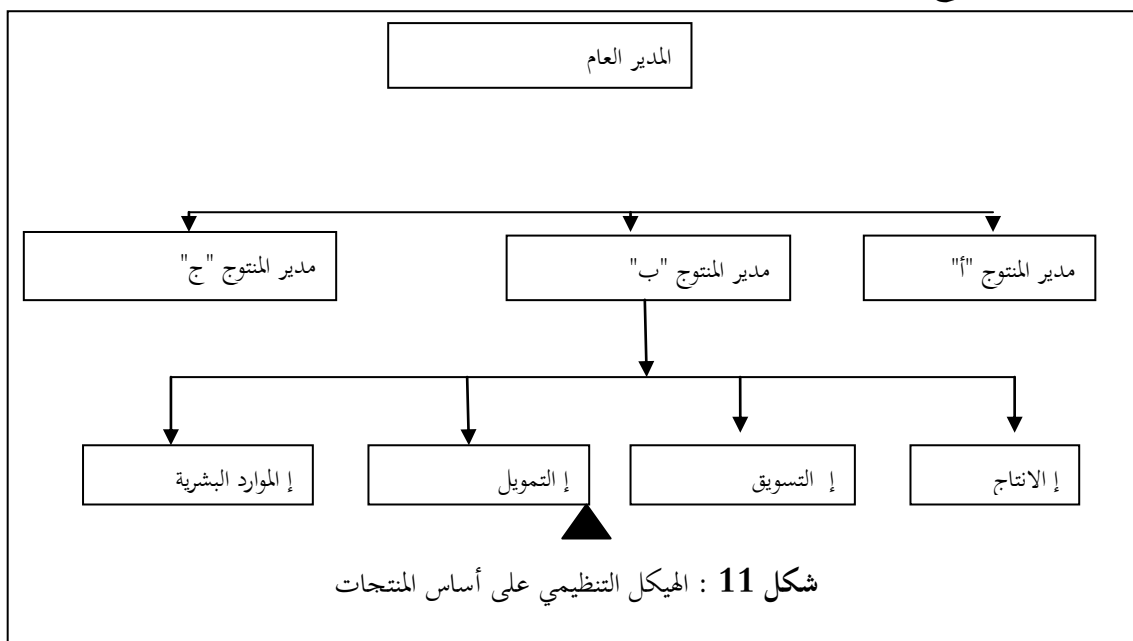 المدير العام
مدير المنتوج "أ"
مدير المنتوج "ب"
مدير المنتوج "ج"
إ الانتاج
إ التسويق
إ التمويل
إ الموارد البشرية
شكل 11 : الهيكل التنظيمي على أساس المنتجات